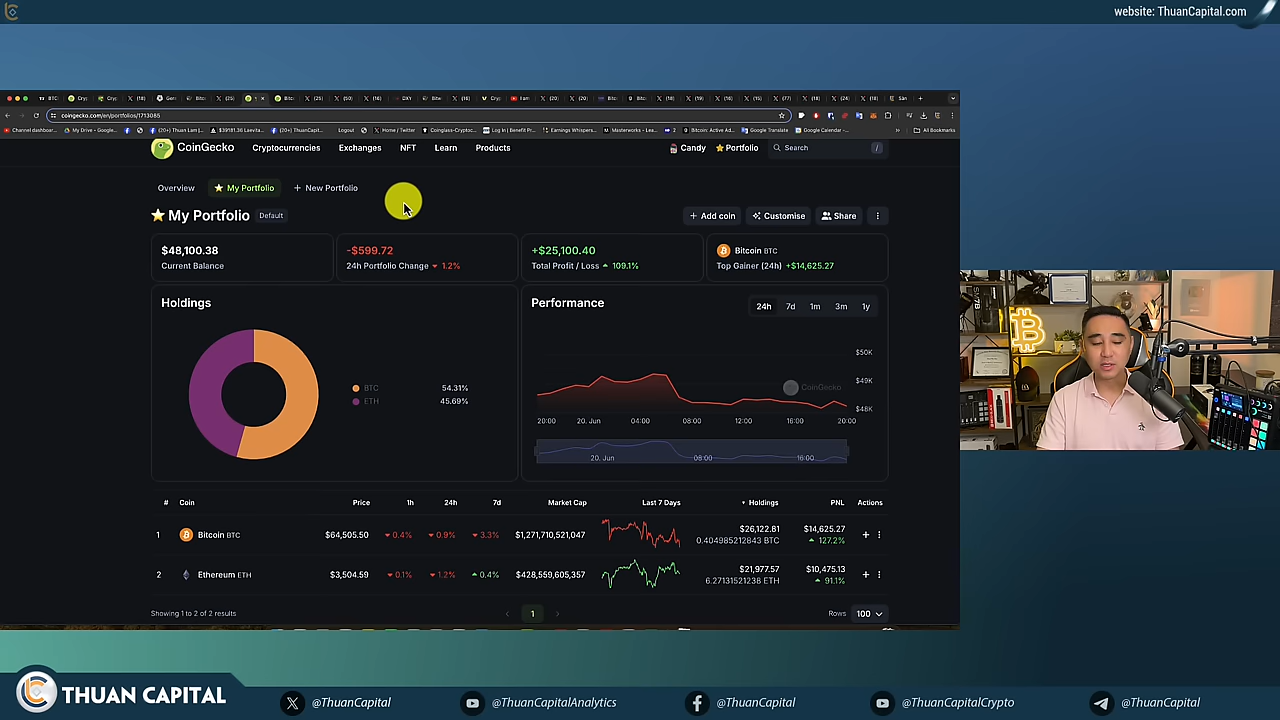 website: ThuanCapital.com
coingecko.com/en/portfolios/1713085
All Bookmarks
CoinGecko
Cryptocurrencies
Exchanges
NFT
Learn
Products
Candy
Portfolio
Search
/
Overview
My Portfolio
+ New Portfolio
My Portfolio
Default
+ Add coin
Customise
Share
$48,100.38
Current Balance
-$599.72
24h Portfolio Change 1.2%
+$25,100.40
Total Profit / Loss 109.1%
Bitcoin BTC
Top Gainer (24h) +$14,625.27
Holdings
BTC 54.31%
ETH 45.69%
Performance
24h 7d 1m 3m 1y
$50K
$49K
$48K
CoinGecko
20:00 20. Jun 04:00 08:00 12:00 16:00 20:00
20. Jun 08:00 16:00
# Coin Price 1h 24h 7d Market Cap Last 7 Days Holdings PNL Actions
1 Bitcoin BTC $64,505.50 0.4% 0.9% 3.3% $1,271,710,521,047 $26,122.81 $14,625.27
0.404985212843 BTC 127.2%
2 Ethereum ETH $3,504.59 0.1% 1.2% 0.4% $428,559,605,357 $21,977.57 $10,475.13
6.27131521238 ETH 91.1%
Showing 1 to 2 of 2 results
1
Rows 100
THUAN CAPITAL
@ThuanCapital
@ThuanCapitalAnalytics
@ThuanCapital
@ThuanCapitalCrypto
@ThuanCapital